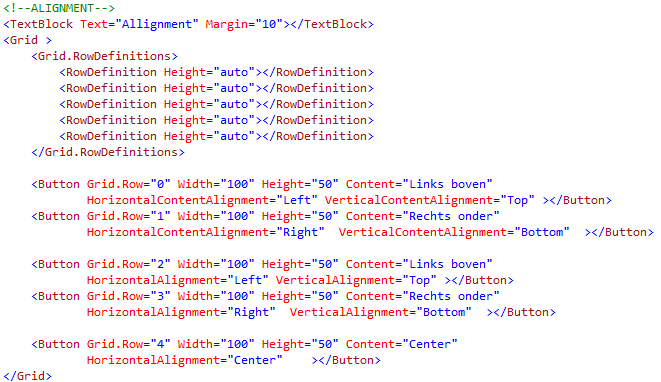 <!--ALIGNMENT-->
<TextBlock Text="Allignment" Margin="10"></TextBlock>
<Grid >
    <Grid.RowDefinitions>
        <RowDefinition Height="auto"></RowDefinition>
        <RowDefinition Height="auto"></RowDefinition>
        <RowDefinition Height="auto"></RowDefinition>
        <RowDefinition Height="auto"></RowDefinition>
        <RowDefinition Height="auto"></RowDefinition>
    </Grid.RowDefinitions>

    <Button Grid.Row="0" Width="100" Height="50" Content="Links boven"
            HorizontalContentAlignment="Left" VerticalContentAlignment="Top" ></Button>
    <Button Grid.Row="1" Width="100" Height="50" Content="Rechts onder"
            HorizontalContentAlignment="Right"  VerticalContentAlignment="Bottom"  ></Button>

    <Button Grid.Row="2" Width="100" Height="50" Content="Links boven"
            HorizontalAlignment="Left" VerticalAlignment="Top" ></Button>
    <Button Grid.Row="3" Width="100" Height="50" Content="Rechts onder"
            HorizontalAlignment="Right"  VerticalAlignment="Bottom"  ></Button>

    <Button Grid.Row="4" Width="100" Height="50" Content="Center"
            HorizontalAlignment="Center"    ></Button>
</Grid>